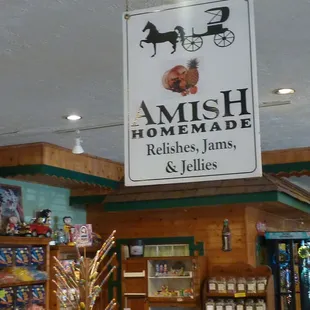 AMISH
HOMEMADE
Relishes, Jams,
& Jellies